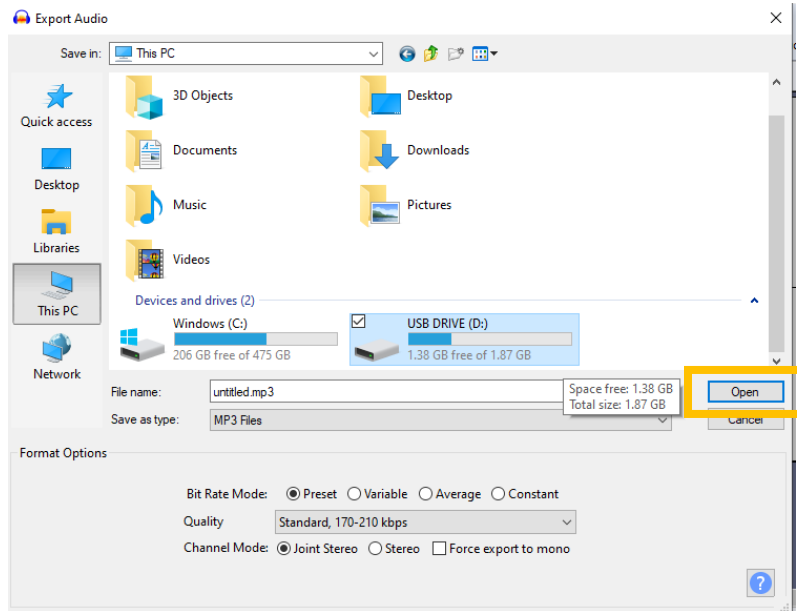 Export Audio
Save in: This PC
Quick access
Desktop
Libraries
This PC
Network
3D Objects
Desktop
Documents
Downloads
Music
Pictures
Videos
Devices and drives (2)
Windows (C:)
206 GB free of 475 GB
USB DRIVE (D:)
1.38 GB free of 1.87 GB
Space free: 1.38 GB
Total size: 1.87 GB
File name: untitled.mp3
Open
Save as type: MP3 Files
Cancel
Format Options
Bit Rate Mode: Preset Variable Average Constant
Quality Standard, 170-210 kbps
Channel Mode: Joint Stereo Stereo Force export to mono
?